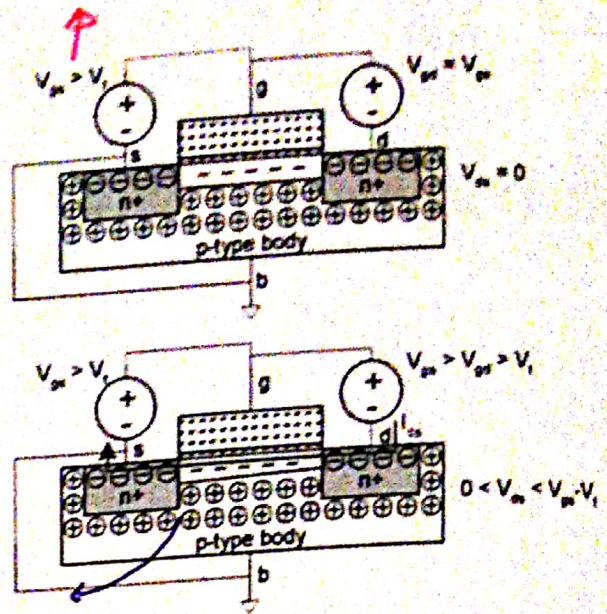 Vgs > Vt
Vgd = Vgs
g
s
d
n+
n+
Vds = 0
p-type body
b
Vgs > Vt
Vgs > Vgd > Vt
g
s
d
Ids
n+
n+
0 < Vds < Vgs-Vt
p-type body
b